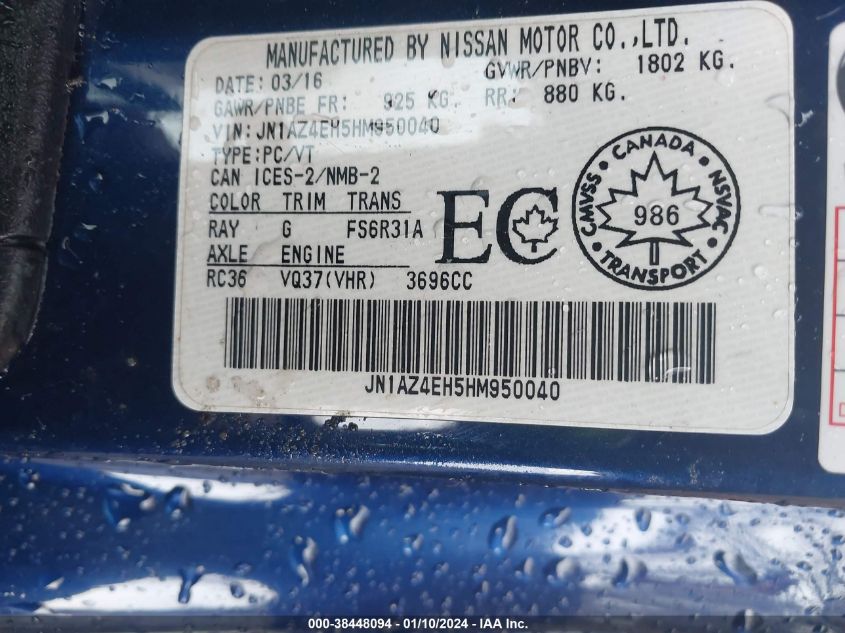 MANUFACTURED BY NISSAN MOTOR CO.,LTD.
DATE: 03/16 GVWR/PNBV: 1802 KG.
GAWR/PNBE FR: 925 KG. RR: 880 KG.
VIN: JN1AZ4EH5HM950040
TYPE:PC/VT
CAN ICES-2/NMB-2
COLOR TRIM TRANS
RAY G FS6R31A
AXLE ENGINE
RC36 VQ37(VHR) 3696CC
EC
CANADA
CMVSS NSVAC
986
TRANSPORT
JN1AZ4EH5HM950040
000-38448094 - 01/10/2024 - IAA Inc.